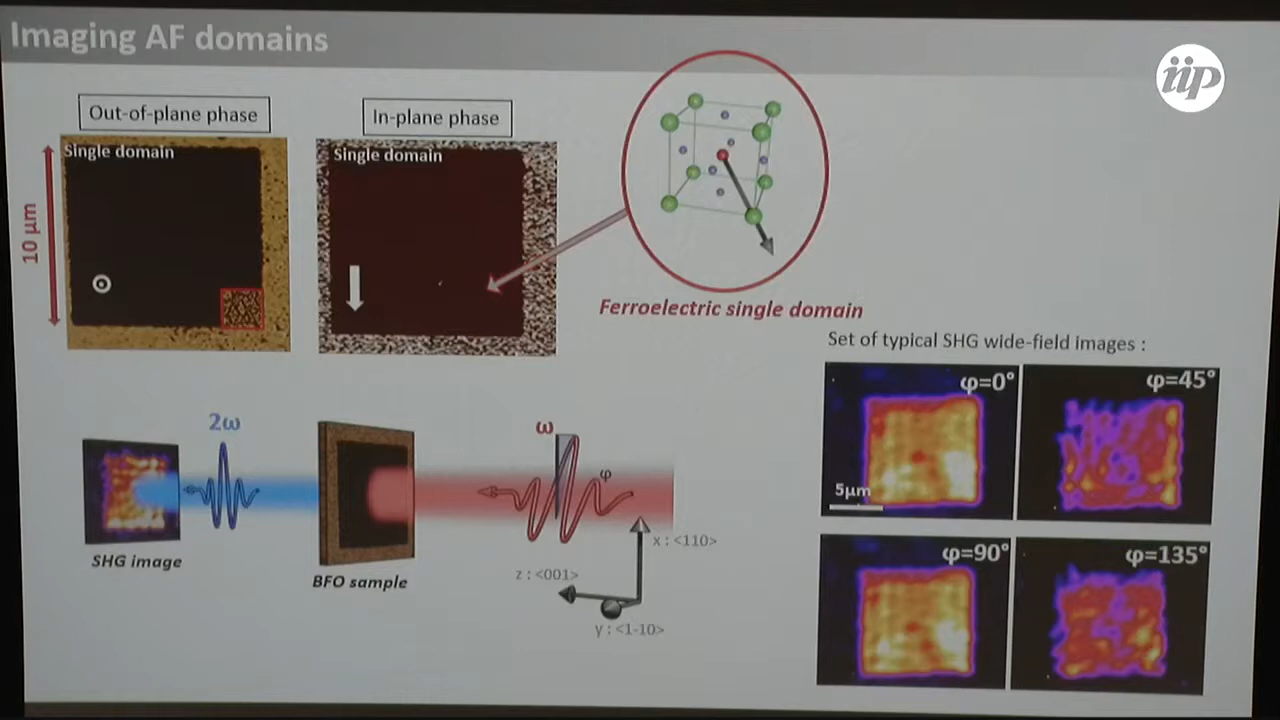 Imaging AF domains
iip
Out-of-plane phase
In-plane phase
Single domain
Single domain
10 µm
Ferroelectric single domain
Set of typical SHG wide-field images :
φ=0°
φ=45°
5µm
φ=90°
φ=135°
2ω
ω
φ
SHG image
BFO sample
x : <110>
z : <001>
y : <1-10>